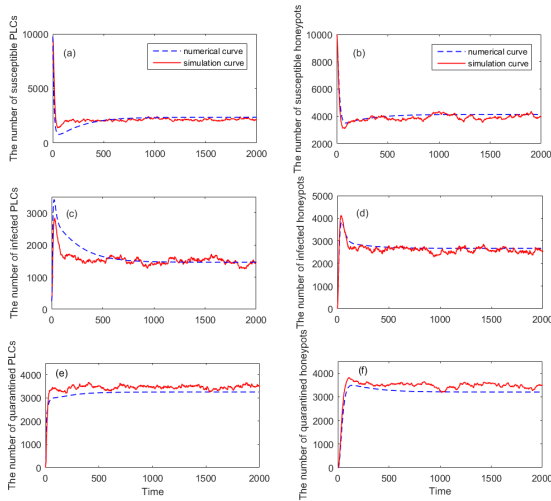 The number of susceptible PLCs
10000
5000
0
(a)
numerical curve
simulation curve
0 500 1000 1500 2000
The number of susceptible honeypots
10000
8000
6000
4000
2000
(b)
numerical curve
simulation curve
0 500 1000 1500 2000
The number of infected PLCs
3000
2000
1000
0
(c)
0 500 1000 1500 2000
The number of infected honeypots
5000
4000
3000
2000
1000
0
(d)
0 500 1000 1500 2000
The number of quarantined PLCs
4000
3000
2000
1000
0
(e)
0 500 1000 1500 2000
Time
The number of quarantined honeypots
4000
3000
2000
1000
0
(f)
0 500 1000 1500 2000
Time